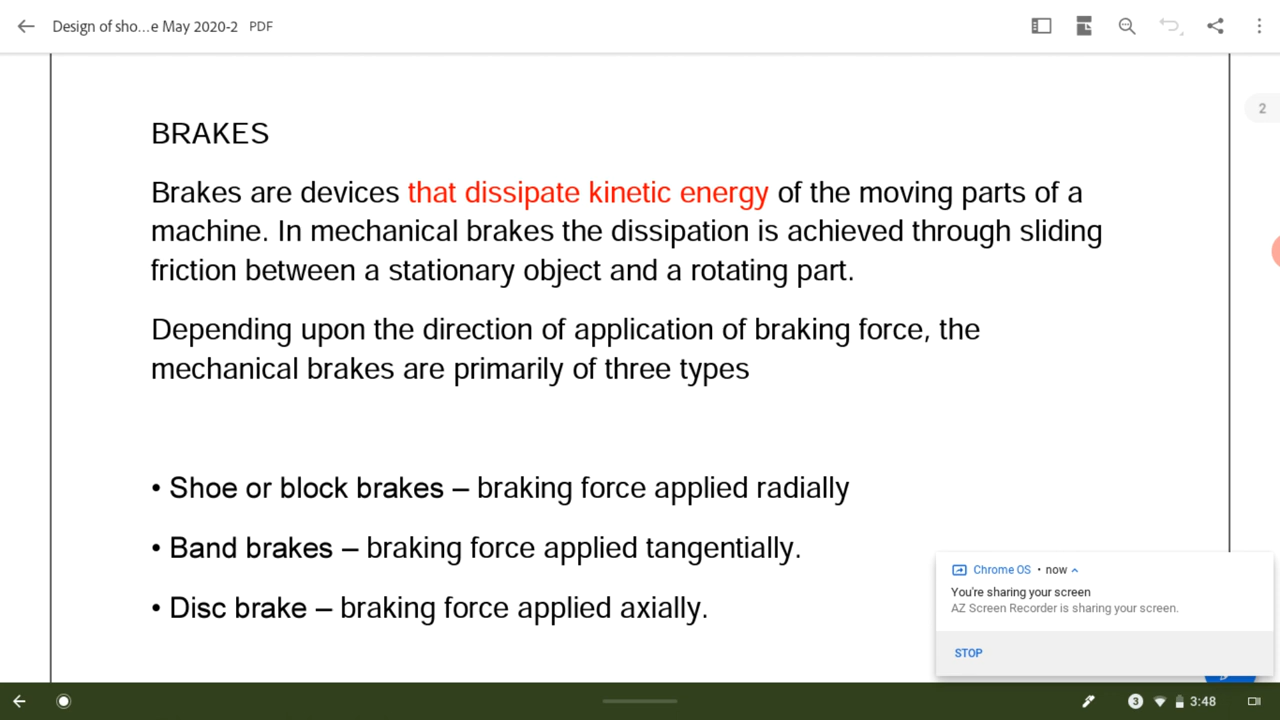 Design of sho...e May 2020-2 PDF
2
BRAKES
Brakes are devices that dissipate kinetic energy of the moving parts of a
machine. In mechanical brakes the dissipation is achieved through sliding
friction between a stationary object and a rotating part.
Depending upon the direction of application of braking force, the
mechanical brakes are primarily of three types
• Shoe or block brakes – braking force applied radially
• Band brakes – braking force applied tangentially.
• Disc brake – braking force applied axially.
Chrome OS • now
You're sharing your screen
AZ Screen Recorder is sharing your screen.
STOP
3 3:48